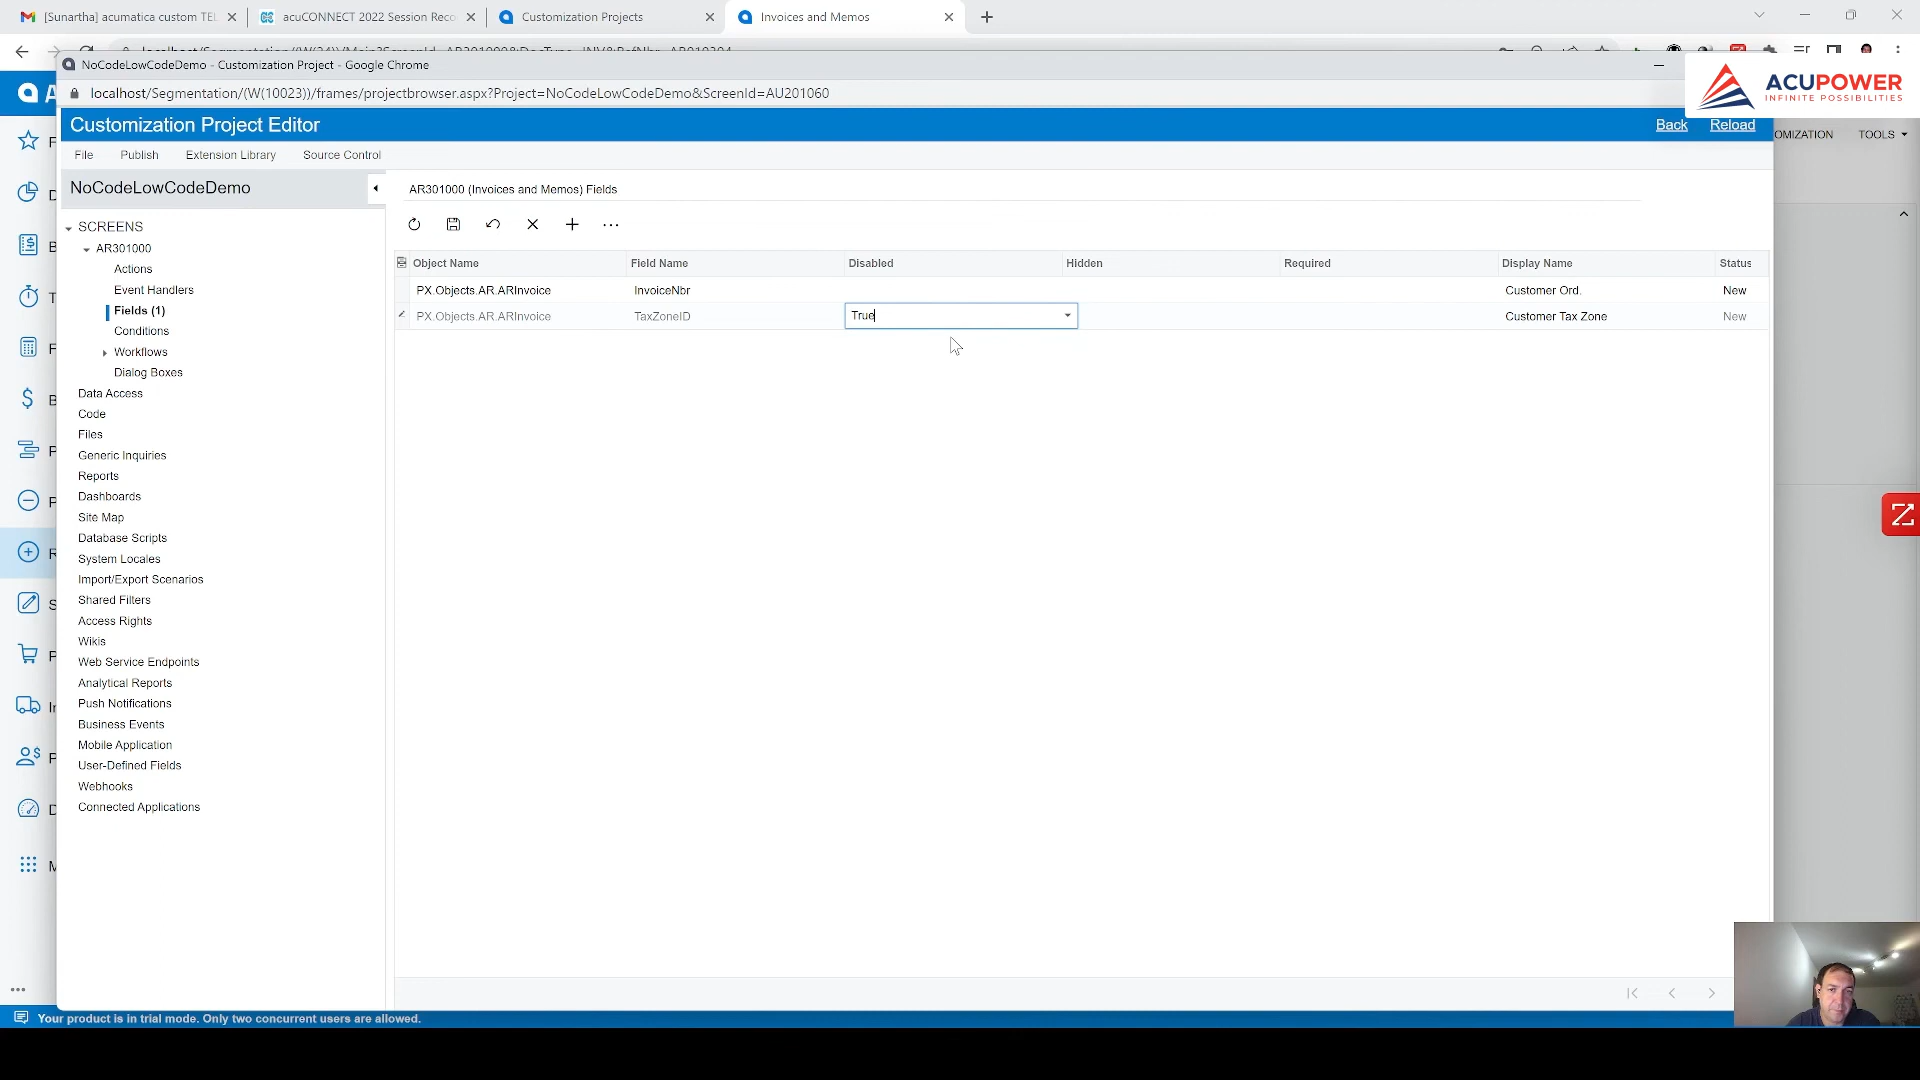 [Sunartha] acumatica custom TEL
acuCONNECT 2022 Session Reco
Customization Projects
Invoices and Memos
NoCodeLowCodeDemo - Customization Project - Google Chrome
localhost/Segmentation/(W(10023))/frames/projectbrowser.aspx?Project=NoCodeLowCodeDemo&ScreenId=AU201060
ACUPOWER
INFINITE POSSIBILITIES
Customization Project Editor
Back
Reload
OMIZATION
TOOLS
File
Publish
Extension Library
Source Control
NoCodeLowCodeDemo
AR301000 (Invoices and Memos) Fields
SCREENS
AR301000
Actions
Event Handlers
Fields (1)
Conditions
Workflows
Dialog Boxes
Data Access
Code
Files
Generic Inquiries
Reports
Dashboards
Site Map
Database Scripts
System Locales
Import/Export Scenarios
Shared Filters
Access Rights
Wikis
Web Service Endpoints
Analytical Reports
Push Notifications
Business Events
Mobile Application
User-Defined Fields
Webhooks
Connected Applications
Object Name
Field Name
Disabled
Hidden
Required
Display Name
Status
PX.Objects.AR.ARInvoice
InvoiceNbr
Customer Ord.
New
PX.Objects.AR.ARInvoice
TaxZoneID
True
Customer Tax Zone
New
Your product is in trial mode. Only two concurrent users are allowed.